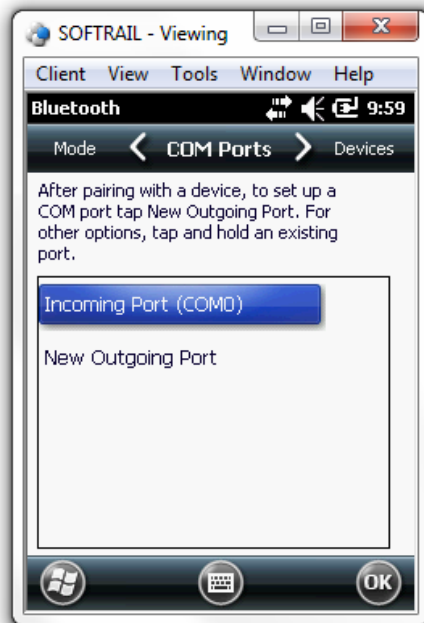 SOFTRAIL - Viewing
Client View Tools Window Help
Bluetooth 9:59
Mode COM Ports Devices
After pairing with a device, to set up a
COM port tap New Outgoing Port. For
other options, tap and hold an existing
port.
Incoming Port (COM0)
New Outgoing Port
OK